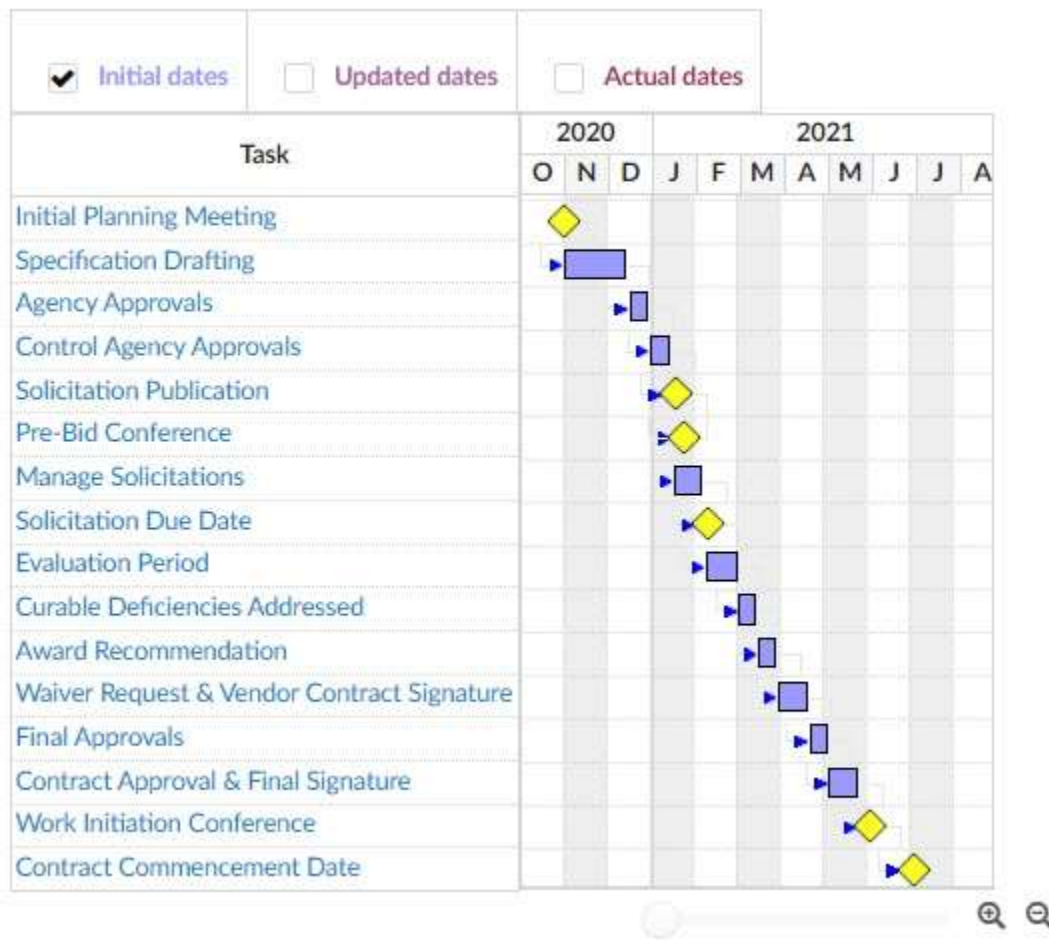 Initial dates Updated dates Actual dates
Task
2020 2021
O N D J F M A M J J A
Initial Planning Meeting
Specification Drafting
Agency Approvals
Control Agency Approvals
Solicitation Publication
Pre-Bid Conference
Manage Solicitations
Solicitation Due Date
Evaluation Period
Curable Deficiencies Addressed
Award Recommendation
Waiver Request & Vendor Contract Signature
Final Approvals
Contract Approval & Final Signature
Work Initiation Conference
Contract Commencement Date